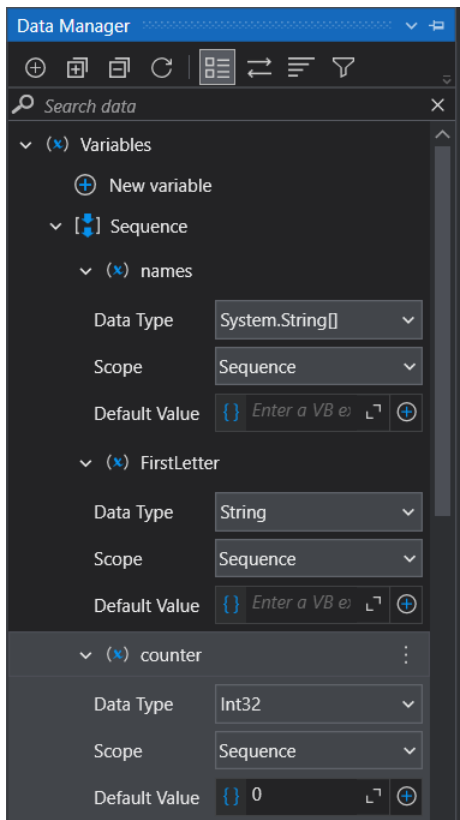 Data Manager
Search data
(x) Variables
New variable
Sequence
(x) names
Data Type System.String[]
Scope Sequence
Default Value {} Enter a VB ex
(x) FirstLetter
Data Type String
Scope Sequence
Default Value {} Enter a VB ex
(x) counter
Data Type Int32
Scope Sequence
Default Value {} 0